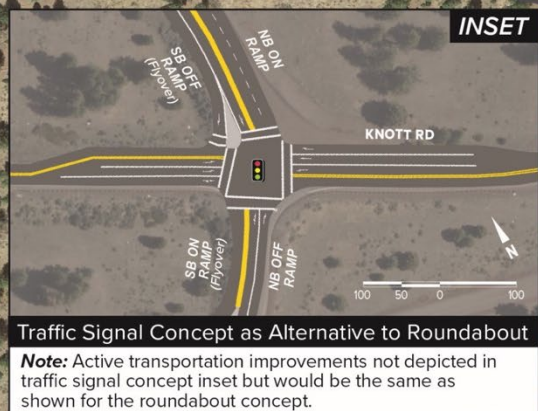 INSET
SB OFF
RAMP
(Flyover)
NB ON
RAMP
KNOTT RD
SB ON
RAMP
(Flyover)
NB OFF
RAMP
N
100 50 0 100
Traffic Signal Concept as Alternative to Roundabout
Note: Active transportation improvements not depicted in
traffic signal concept inset but would be the same as
shown for the roundabout concept.